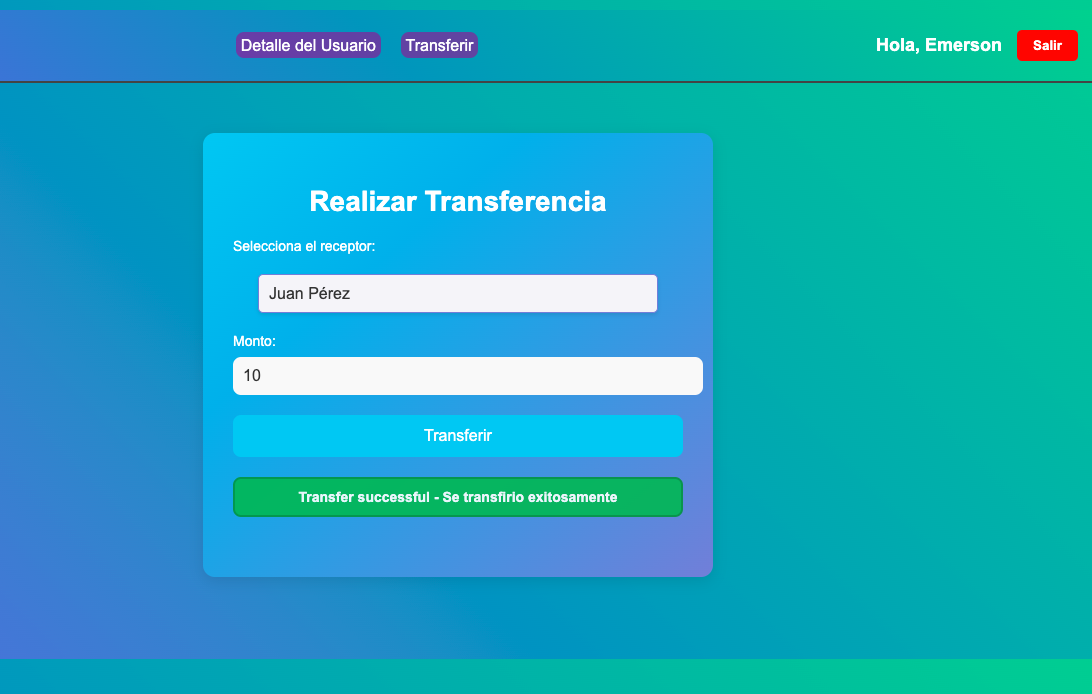 Detalle del Usuario Transferir Hola, Emerson Salir
Realizar Transferencia
Selecciona el receptor:
Juan Pérez
Monto:
10
Transferir
Transfer successful - Se transfirio exitosamente